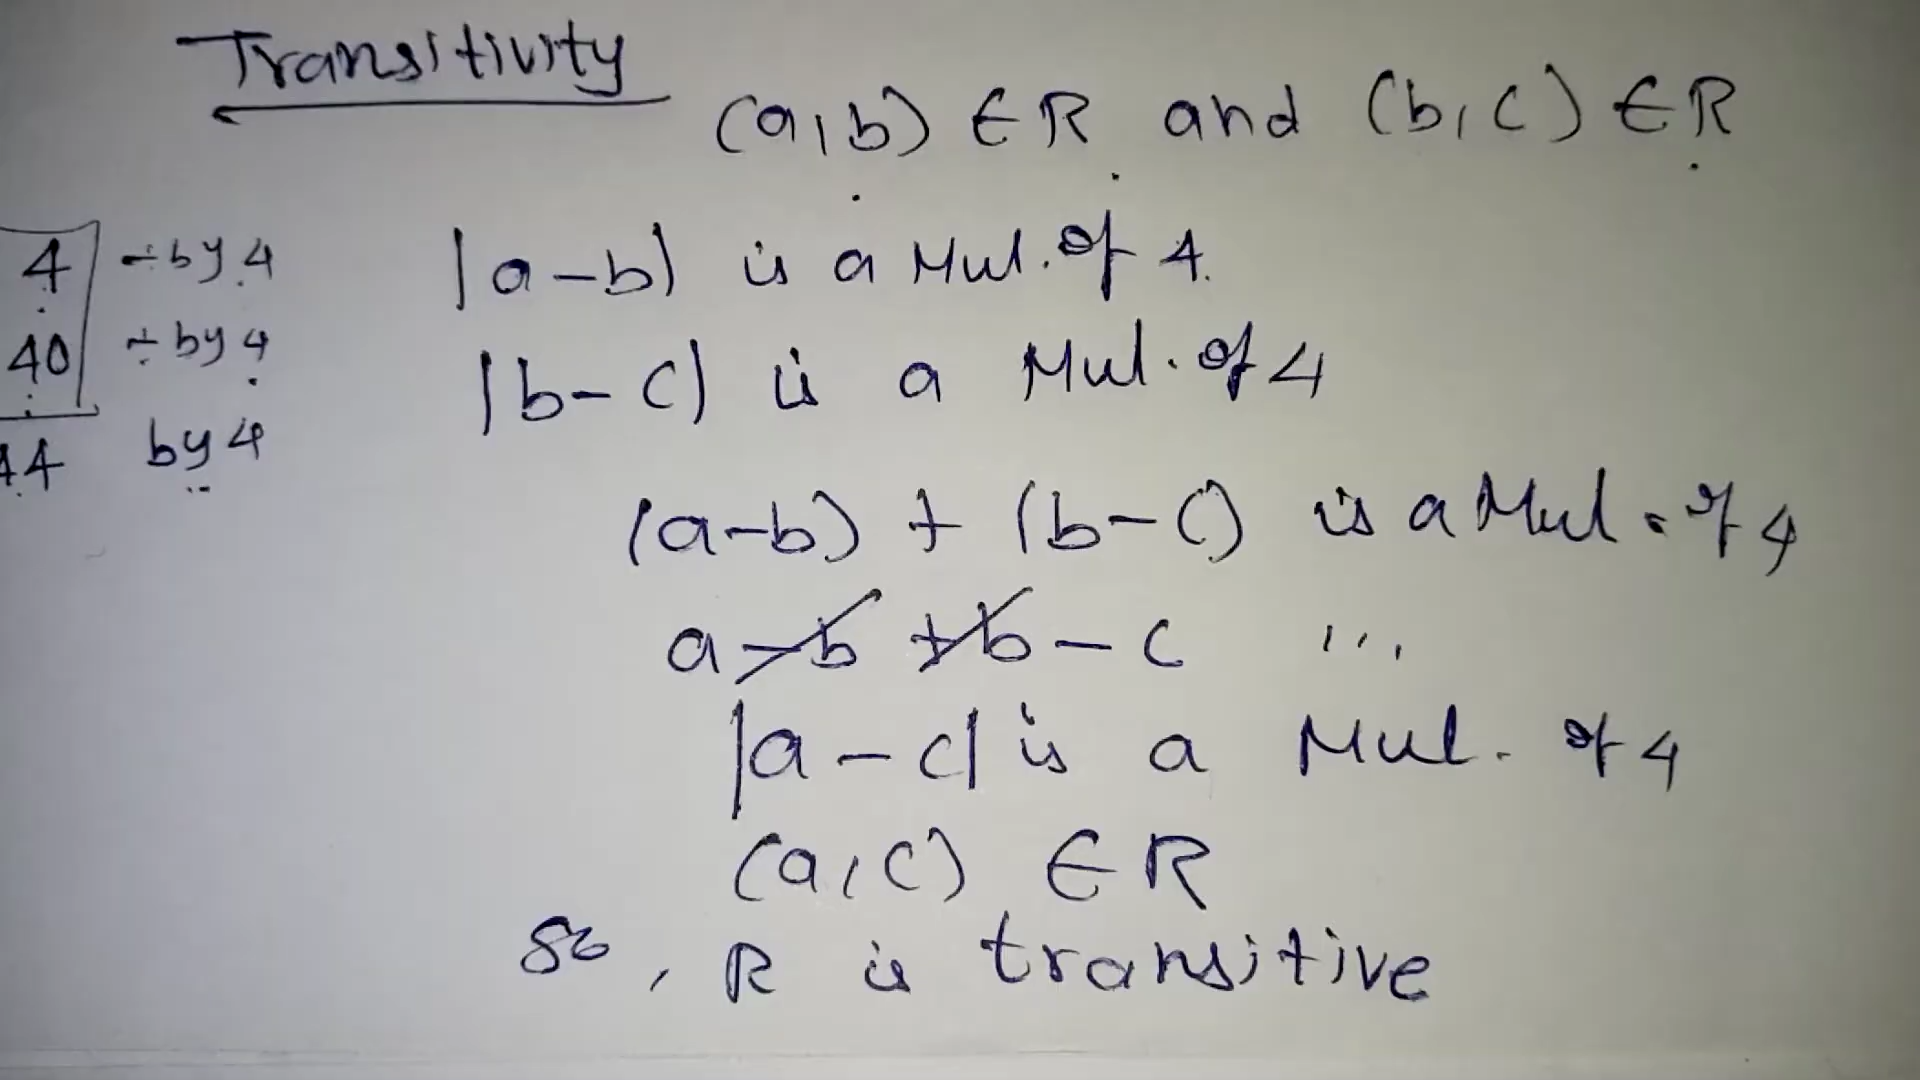 Transitivity
(a, b) ∈ R and (b, c) ∈ R
4 ÷ by 4
40 ÷ by 4
44 by 4
|a-b| is a Mul. of 4.
|b-c| is a Mul. of 4
(a-b) + (b-c) is a Mul. of 4
a-b+b-c ...
|a-c| is a Mul. of 4
(a, c) ∈ R
So, R is transitive